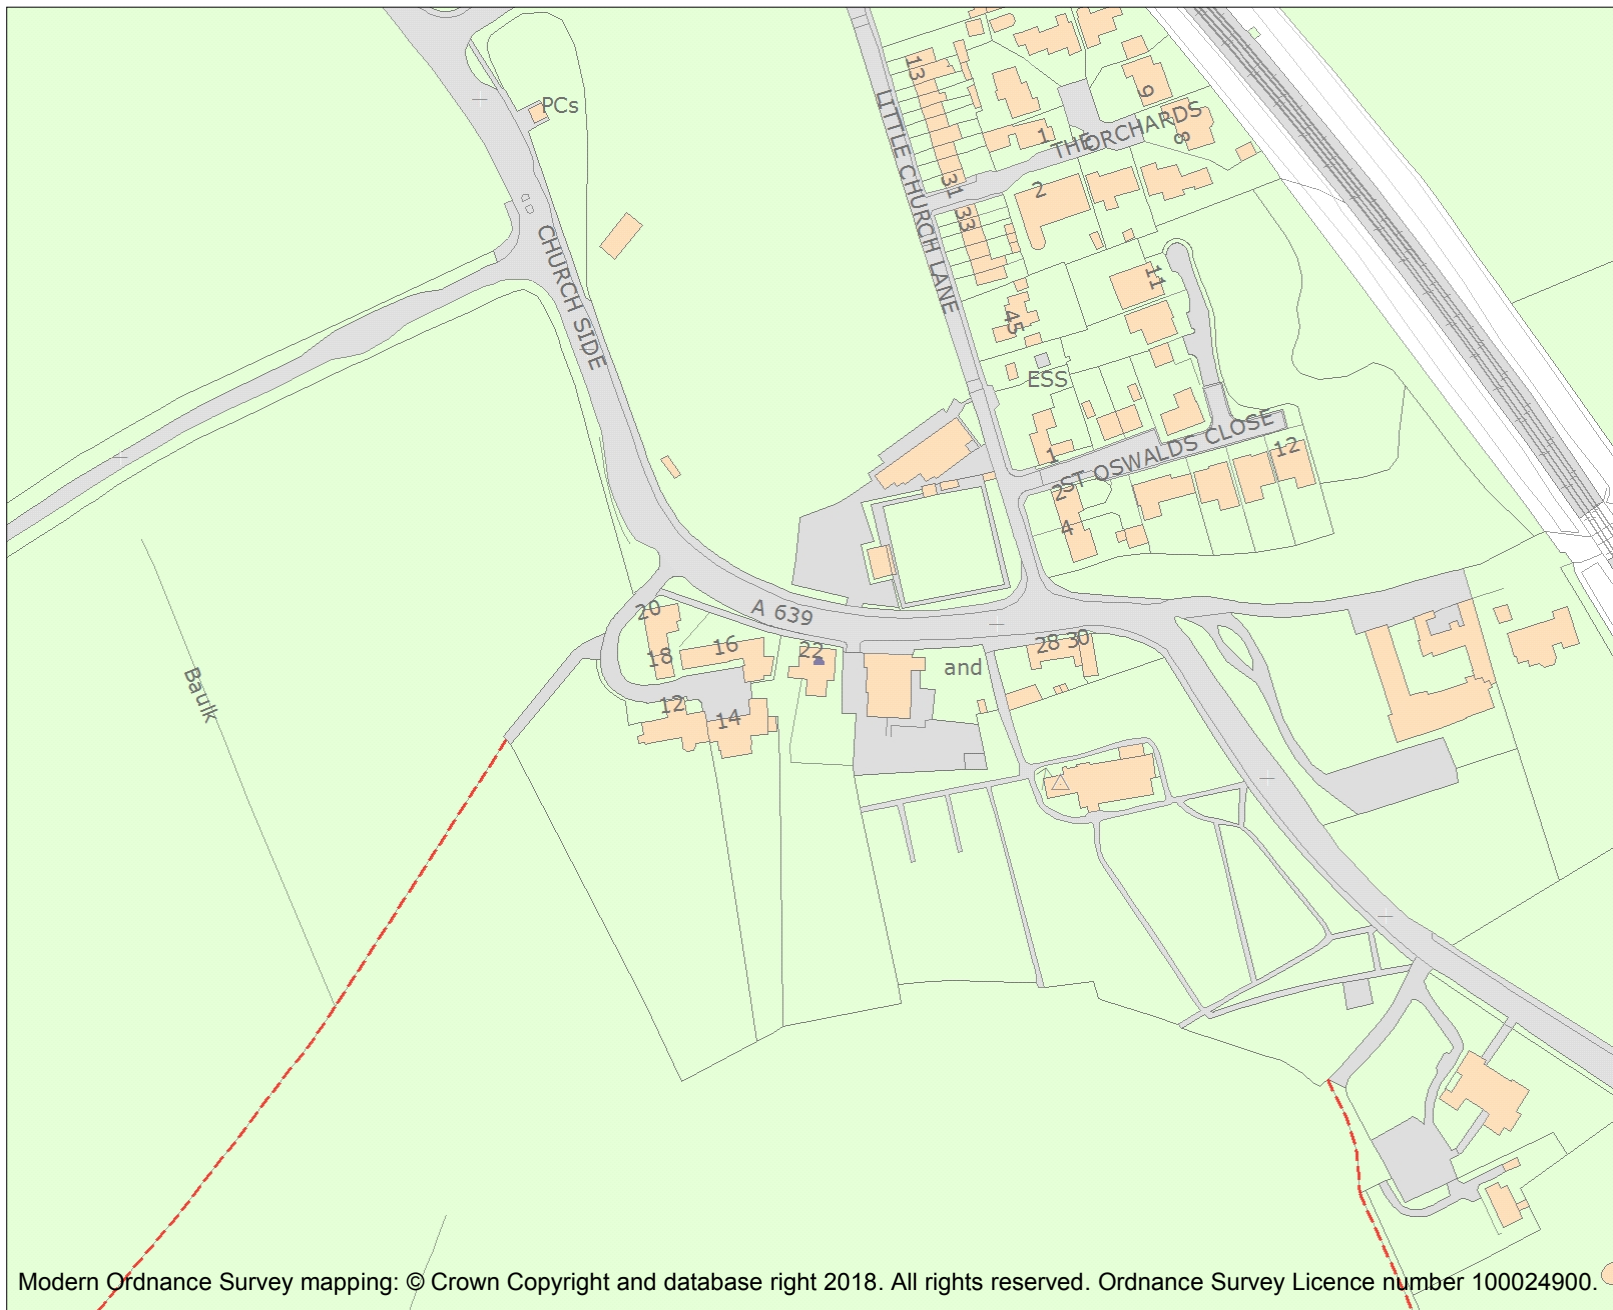 PCs
13
9
LITTLE CHURCH LANE
1
THE ORCHARDS
8
31
2
33
CHURCH SIDE
11
45
ESS
1
ST OSWALDS CLOSE
12
2
4
A 639
20
16
22
28 30
18
and
12
14
Baulk
Modern Ordnance Survey mapping: © Crown Copyright and database right 2018. All rights reserved. Ordnance Survey Licence number 100024900.